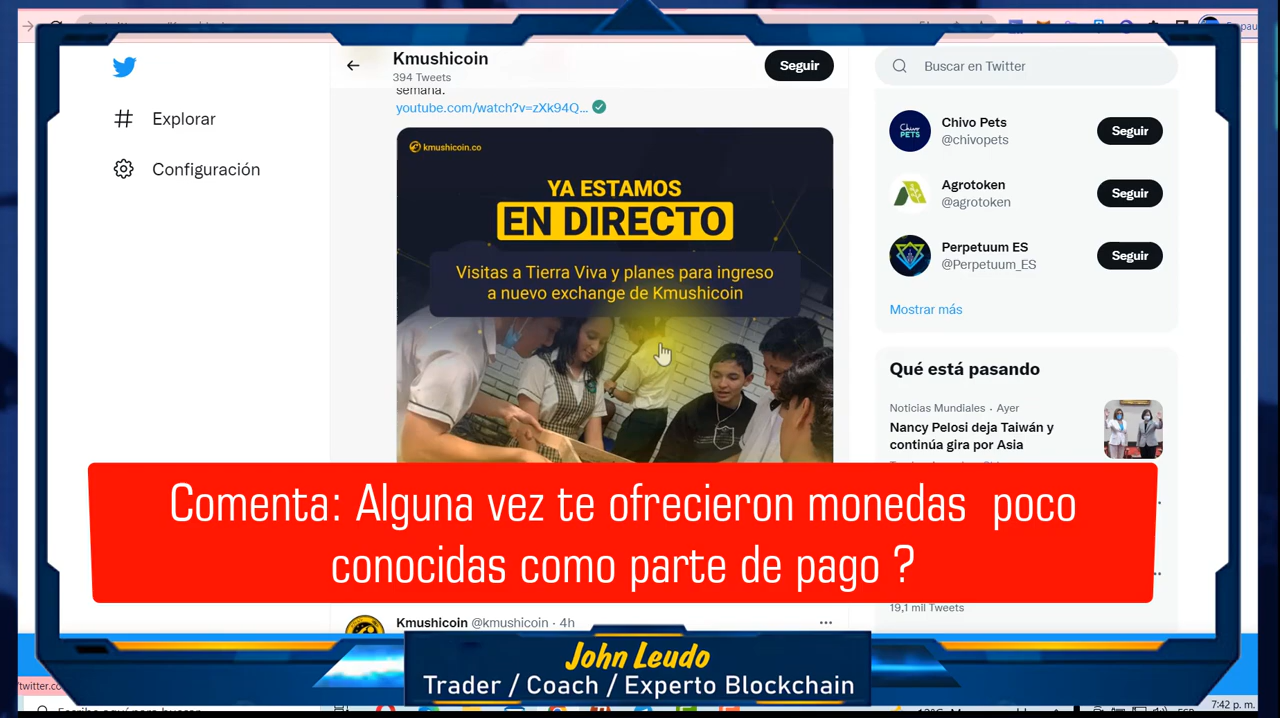 Kmushicoin
394 Tweets
Seguir
Buscar en Twitter
Explorar
Configuración
semana.
youtube.com/watch?v=zXk94Q...
kmushicoin.co
YA ESTAMOS
EN DIRECTO
Visitas a Tierra Viva y planes para ingreso
a nuevo exchange de Kmushicoin
Chivo Pets
@chivopets
Seguir
Chivo
PETS
Agrotoken
@agrotoken
Seguir
Perpetuum ES
@Perpetuum_ES
Seguir
Mostrar más
Qué está pasando
Noticias Mundiales · Ayer
Nancy Pelosi deja Taiwán y
continúa gira por Asia
Comenta: Alguna vez te ofrecieron monedas poco
conocidas como parte de pago ?
19,1 mil Tweets
Kmushicoin @kmushicoin · 4h
John Leudo
Trader / Coach / Experto Blockchain
7:42 p. m.